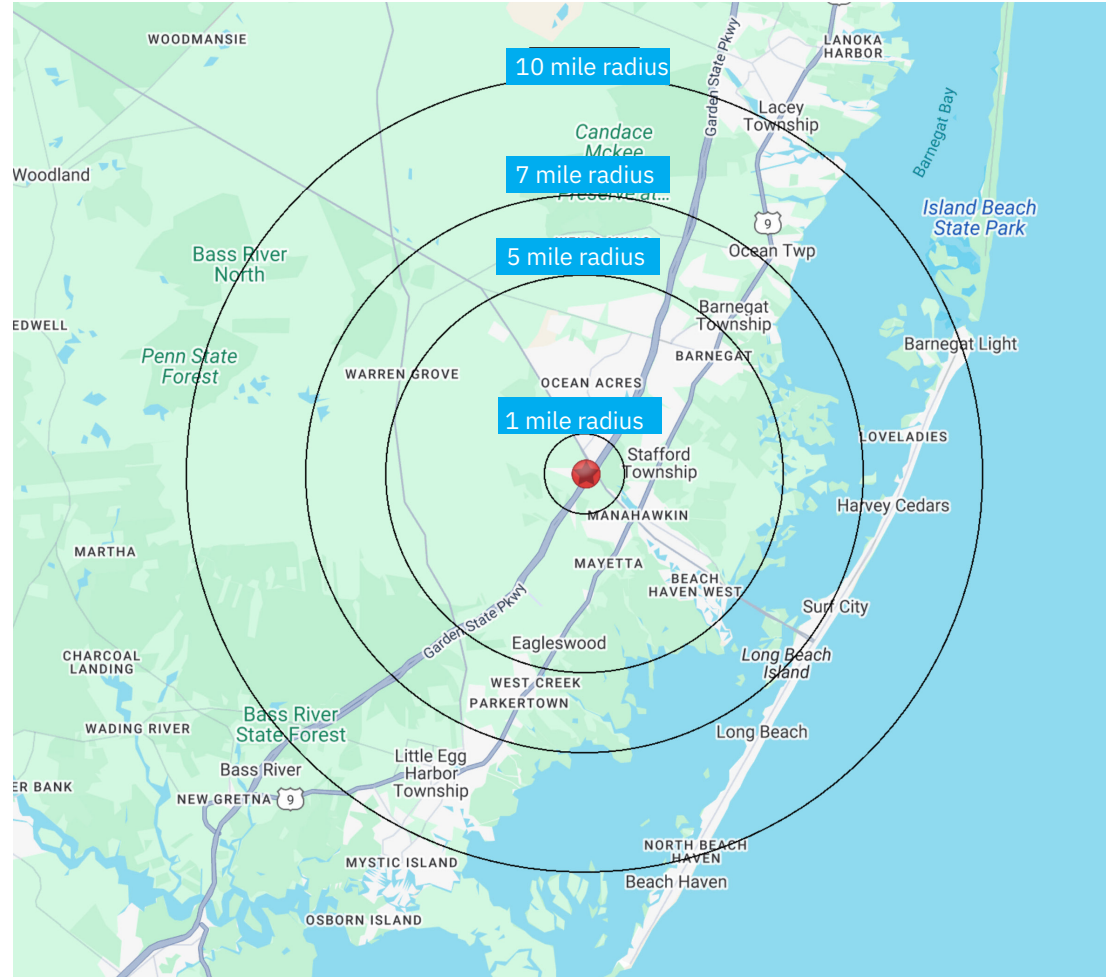 WOODMANSIE
Garden State Pkwy
LANOKA
HARBOR
10 mile radius
Lacey
Township
Barnegat Bay
Candace
Mckee
Woodland
7 mile radius
Preserve at...
9
Island Beach
State Park
Bass River
North
5 mile radius
Ocean Twp
Barnegat
Township
EDWELL
Barnegat Light
Penn State
Forest
BARNEGAT
WARREN GROVE
OCEAN ACRES
1 mile radius
LOVELADIES
Stafford
Township
Harvey Cedars
MANAHAWKIN
MARTHA
MAYETTA
BEACH
HAVEN WEST
Garden State Pkwy
Surf City
Eagleswood
CHARCOAL
LANDING
Long Beach
Island
WEST CREEK
PARKERTOWN
Bass River
State Forest
WADING RIVER
Long Beach
Little Egg
Harbor
Township
Bass River
ER BANK
NEW GRETNA
9
NORTH BEACH
HAVEN
MYSTIC ISLAND
Beach Haven
OSBORN ISLAND